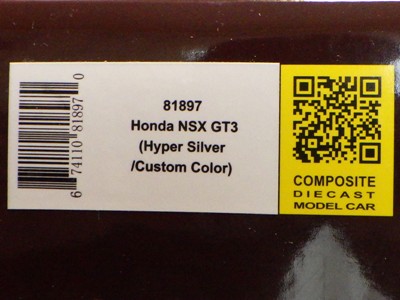 6 74110 81897 0
81897
Honda NSX GT3
(Hyper Silver
/Custom Color)
COMPOSITE
DIECAST
MODEL CAR